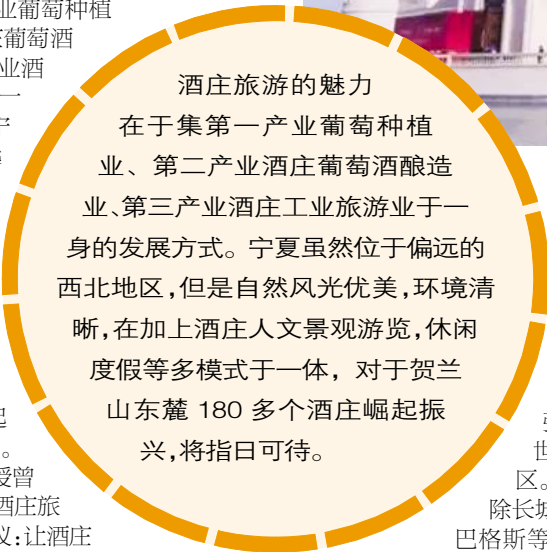 业葡萄种植
葡萄酒
业酒
一
酒庄旅游的魅力
在于集第一产业葡萄种植
业、第二产业酒庄葡萄酒酿造
业、第三产业酒庄工业旅游业于一
身的发展方式。宁夏虽然位于偏远的
西北地区,但是自然风光优美,环境清
晰,在加上酒庄人文景观游览,休闲
度假等多模式于一体，对于贺兰
山东麓 180 多个酒庄崛起振
兴,将指日可待。
起
。
授曾
酒庄旅
义:让酒庄
世
区。
除长城
巴格斯等